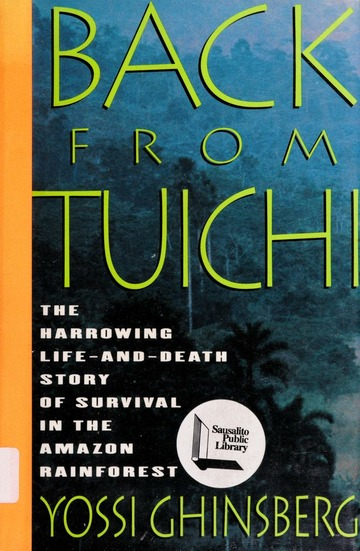 BACK
FROM
TUICHI
THE
HARROWING
LIFE-AND-DEATH
STORY
OF SURVIVAL
IN THE
AMAZON
RAINFOREST
Sausalito
Public
Library
YOSSI GHINSBERG